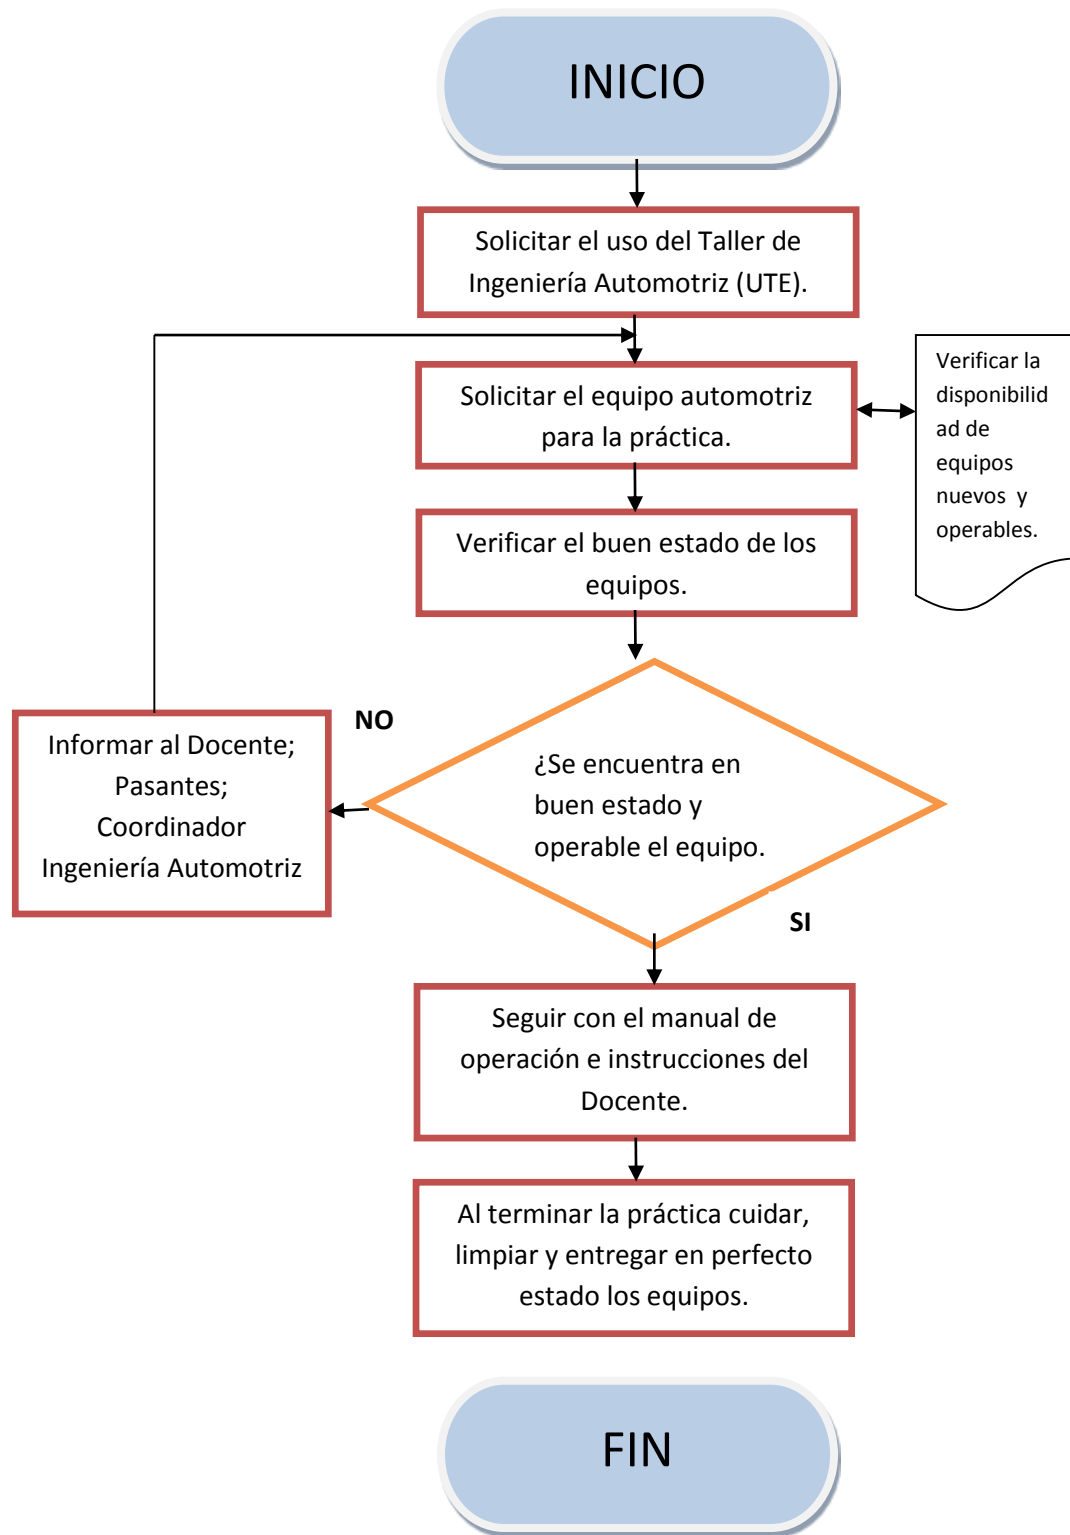 INICIO
Solicitar el uso del Taller de
Ingeniería Automotriz (UTE).
Solicitar el equipo automotriz
para la práctica.
Verificar la
disponibilid
ad de
equipos
nuevos y
operables.
Verificar el buen estado de los
equipos.
NO
Informar al Docente;
Pasantes;
Coordinador
Ingeniería Automotriz
¿Se encuentra en
buen estado y
operable el equipo.
SI
Seguir con el manual de
operación e instrucciones del
Docente.
Al terminar la práctica cuidar,
limpiar y entregar en perfecto
estado los equipos.
FIN